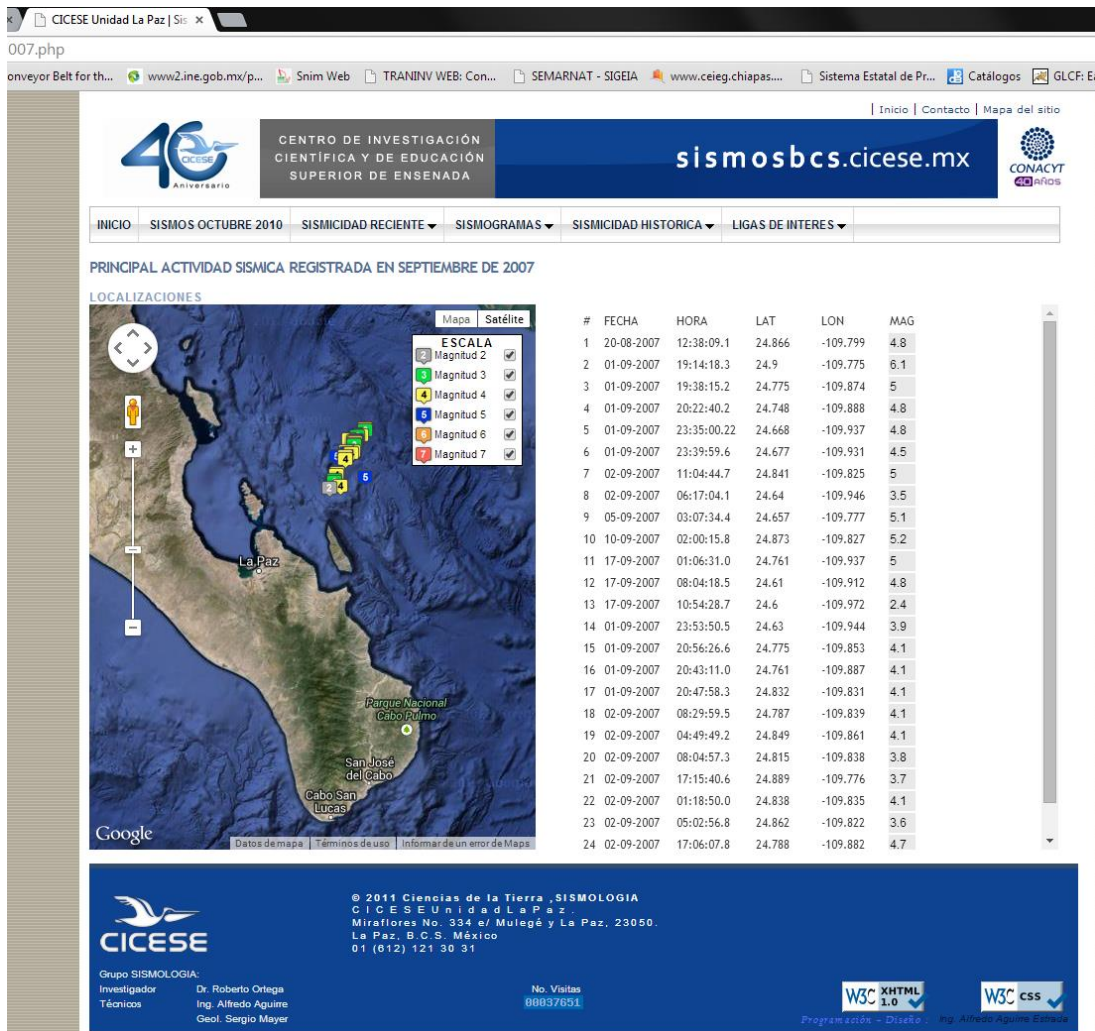 CICESE Unidad La Paz | Sis ×
007.php
onveyor Belt for th... www2.ine.gob.mx/p... Snim Web TRANINV WEB: Con... SEMARNAT - SIGEIA www.ceieg.chiapas.... Sistema Estatal de Pr... Catálogos GLCF: Ea
| Inicio | Contacto | Mapa del sitio
40 CICESE Aniversario
CENTRO DE INVESTIGACIÓN
CIENTÍFICA Y DE EDUCACIÓN
SUPERIOR DE ENSENADA
sismosbcs.cicese.mx
CONACYT
40 AÑOS
INICIO SISMOS OCTUBRE 2010 SISMICIDAD RECIENTE SISMOGRAMAS SISMICIDAD HISTORICA LIGAS DE INTERES
PRINCIPAL ACTIVIDAD SISMICA REGISTRADA EN SEPTIEMBRE DE 2007
LOCALIZACIONES
Mapa Satélite
ESCALA
2 Magnitud 2
3 Magnitud 3
4 Magnitud 4
5 Magnitud 5
6 Magnitud 6
7 Magnitud 7
5
4
2 4
La Paz
Parque Nacional
Cabo Pulmo
San José
del Cabo
Cabo San
Lucas
Google
Datos de mapa Términos de uso Informar de un error de Maps
# FECHA HORA LAT LON MAG
1 20-08-2007 12:38:09.1 24.866 -109.799 4.8
2 01-09-2007 19:14:18.3 24.9 -109.775 6.1
3 01-09-2007 19:38:15.2 24.775 -109.874 5
4 01-09-2007 20:22:40.2 24.748 -109.888 4.8
5 01-09-2007 23:35:00.22 24.668 -109.937 4.8
6 01-09-2007 23:39:59.6 24.677 -109.931 4.5
7 02-09-2007 11:04:44.7 24.841 -109.825 5
8 02-09-2007 06:17:04.1 24.64 -109.946 3.5
9 05-09-2007 03:07:34.4 24.657 -109.777 5.1
10 10-09-2007 02:00:15.8 24.873 -109.827 5.2
11 17-09-2007 01:06:31.0 24.761 -109.937 5
12 17-09-2007 08:04:18.5 24.61 -109.912 4.8
13 17-09-2007 10:54:28.7 24.6 -109.972 2.4
14 01-09-2007 23:53:50.5 24.63 -109.944 3.9
15 01-09-2007 20:56:26.6 24.775 -109.853 4.1
16 01-09-2007 20:43:11.0 24.761 -109.887 4.1
17 01-09-2007 20:47:58.3 24.832 -109.831 4.1
18 02-09-2007 08:29:59.5 24.787 -109.839 4.1
19 02-09-2007 04:49:49.2 24.849 -109.861 4.1
20 02-09-2007 08:04:57.3 24.815 -109.838 3.8
21 02-09-2007 17:15:40.6 24.889 -109.776 3.7
22 02-09-2007 01:18:50.0 24.838 -109.835 4.1
23 02-09-2007 05:02:56.8 24.862 -109.822 3.6
24 02-09-2007 17:06:07.8 24.788 -109.882 4.7
CICESE
© 2011 Ciencias de la Tierra ,SISMOLOGIA
C I C E S E U n i d a d L a P a z .
Miraflores No. 334 e/ Mulegé y La Paz, 23050.
La Paz, B.C.S. México
01 (612) 121 30 31
Grupo SISMOLOGIA:
Investigador Dr. Roberto Ortega
Técnicos Ing. Alfredo Aguirre
Geol. Sergio Mayer
No. Visitas
00037651
W3C XHTML 1.0
W3C css
Programación - Diseño : Ing. Alfredo Aguirre Estrada